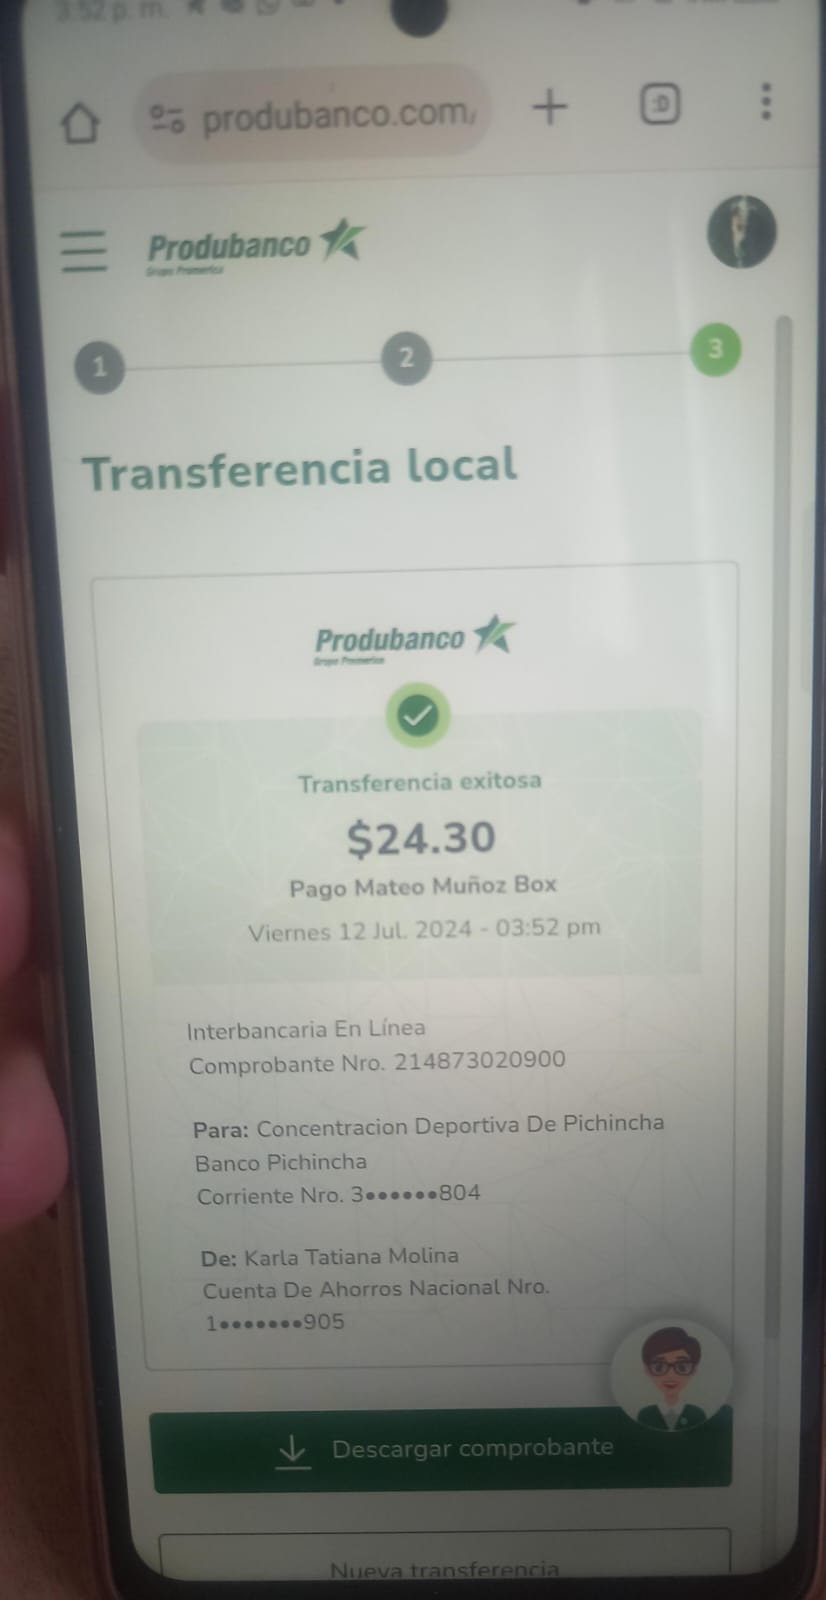 3:52 p. m.
produbanco.com/
:D
Produbanco
Grupo Promerica
1
2
3
Transferencia local
Produbanco
Grupo Promerica
Transferencia exitosa
$24.30
Pago Mateo Muñoz Box
Viernes 12 Jul. 2024 - 03:52 pm
Interbancaria En Línea
Comprobante Nro. 214873020900
Para: Concentracion Deportiva De Pichincha
Banco Pichincha
Corriente Nro. 3••••••804
De: Karla Tatiana Molina
Cuenta De Ahorros Nacional Nro.
1•••••••905
Descargar comprobante
Nueva transferencia